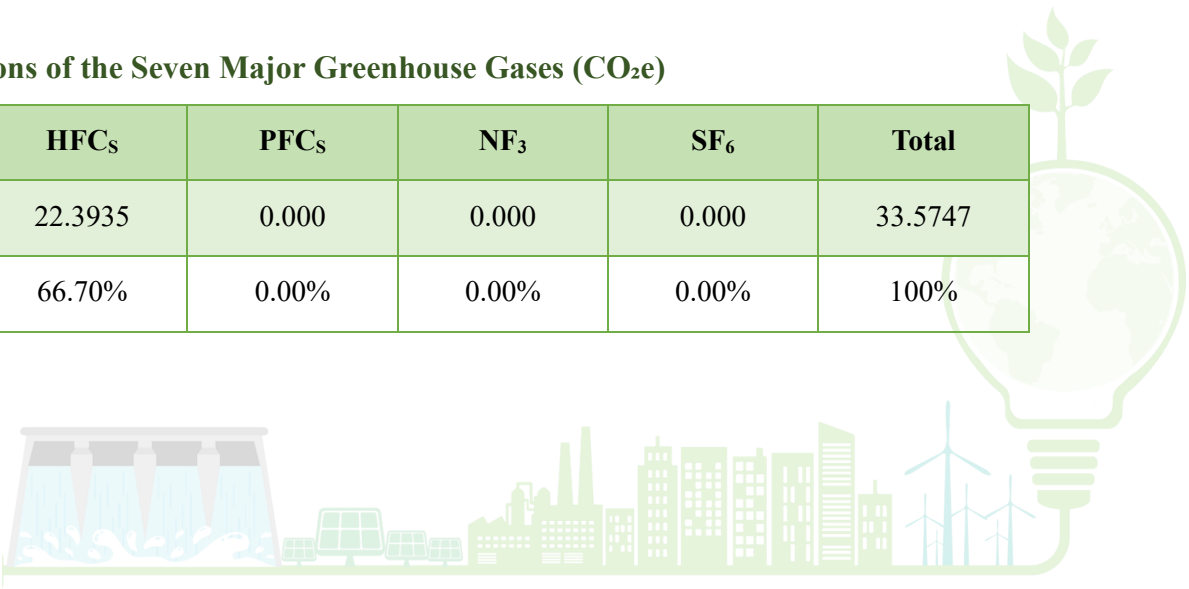 ons of the Seven Major Greenhouse Gases (CO₂e)
HFCs PFCs NF₃ SF₆ Total
22.3935 0.000 0.000 0.000 33.5747
66.70% 0.00% 0.00% 0.00% 100%